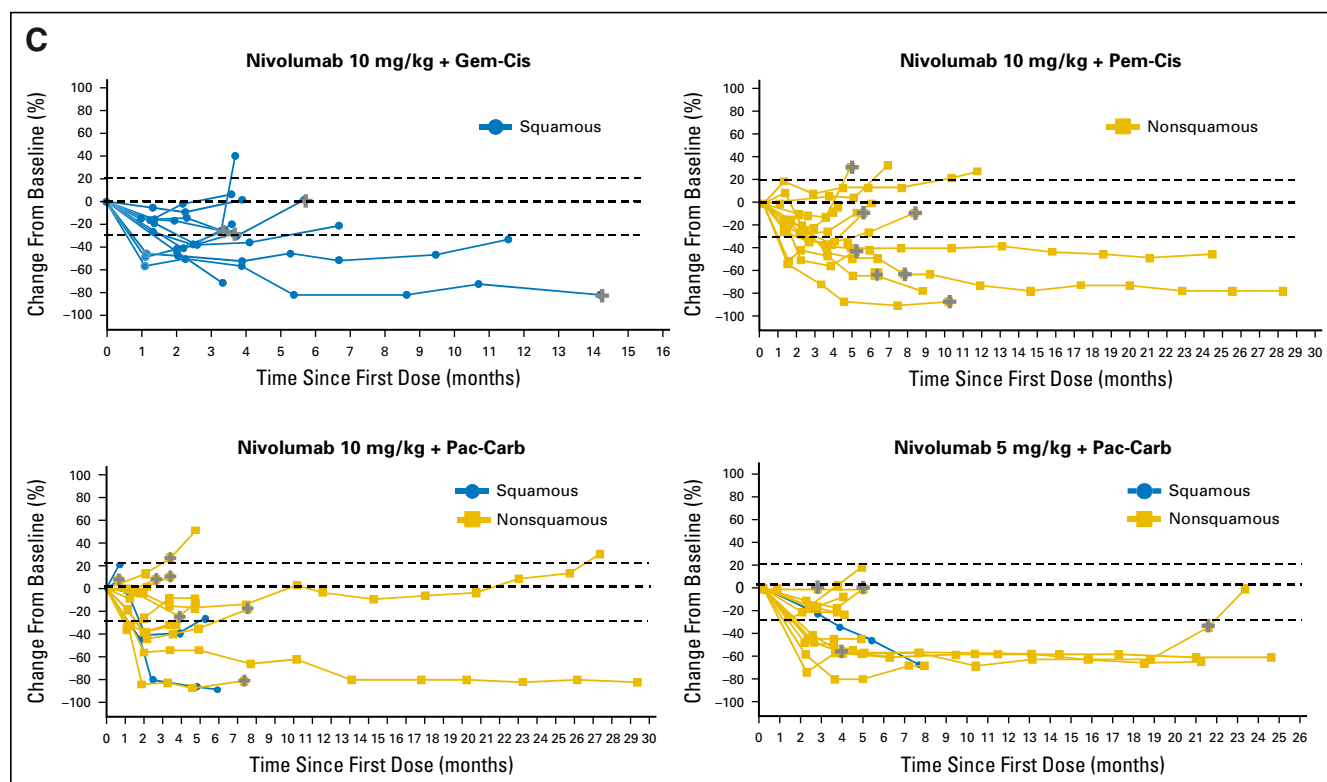 C
Nivolumab 10 mg/kg + Gem-Cis
Change From Baseline (%)
100
80
60
40
20
0
–20
–40
–60
–80
–100
Squamous
0 1 2 3 4 5 6 7 8 9 10 11 12 13 14 15 16
Time Since First Dose (months)
Nivolumab 10 mg/kg + Pem-Cis
Change From Baseline (%)
100
80
60
40
20
0
–20
–40
–60
–80
–100
Nonsquamous
0 1 2 3 4 5 6 7 8 9 10 11 12 13 14 15 16 17 18 19 20 21 22 23 24 25 26 27 28 29 30
Time Since First Dose (months)
Nivolumab 10 mg/kg + Pac-Carb
Change From Baseline (%)
100
80
60
40
20
0
–20
–40
–60
–80
–100
Squamous
Nonsquamous
0 1 2 3 4 5 6 7 8 9 10 11 12 13 14 15 16 17 18 19 20 21 22 23 24 25 26 27 28 29 30
Time Since First Dose (months)
Nivolumab 5 mg/kg + Pac-Carb
Change From Baseline (%)
100
80
60
40
20
0
–20
–40
–60
–80
–100
Squamous
Nonsquamous
0 1 2 3 4 5 6 7 8 9 10 11 12 13 14 15 16 17 18 19 20 21 22 23 24 25 26
Time Since First Dose (months)